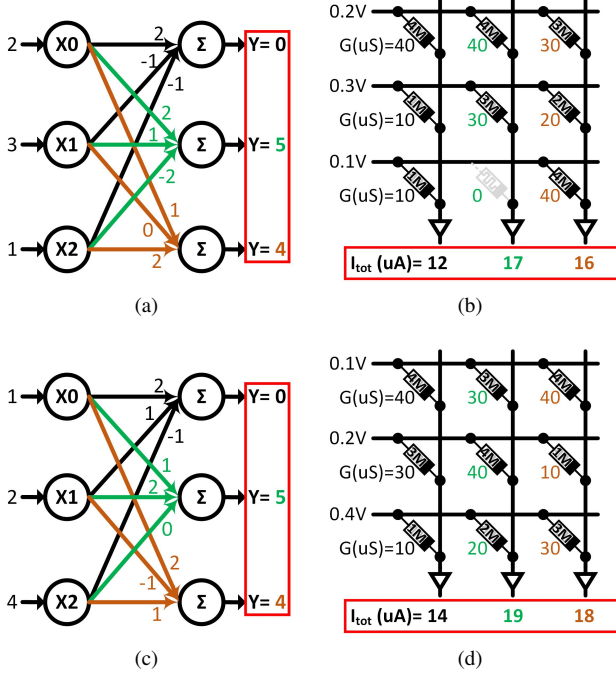 2 X0 2 Σ Y= 0
-1
-1
2
3 X1 1 Σ Y= 5
-2
1
0
1 X2 2 Σ Y= 4
(a)
0.2V 4M 4M 3M
G(uS)=40 40 30
0.3V 1M 3M 2M
G(uS)=10 30 20
0.1V 1M 4M
G(uS)=10 0 40
Itot (uA)= 12 17 16
(b)
1 X0 2 Σ Y= 0
1
-1
1
2 X1 2 Σ Y= 5
0
2
-1
4 X2 1 Σ Y= 4
(c)
0.1V 4M 3M 4M
G(uS)=40 30 40
0.2V 3M 4M 1M
G(uS)=30 40 10
0.4V 1M 2M 3M
G(uS)=10 20 30
Itot (uA)= 14 19 18
(d)